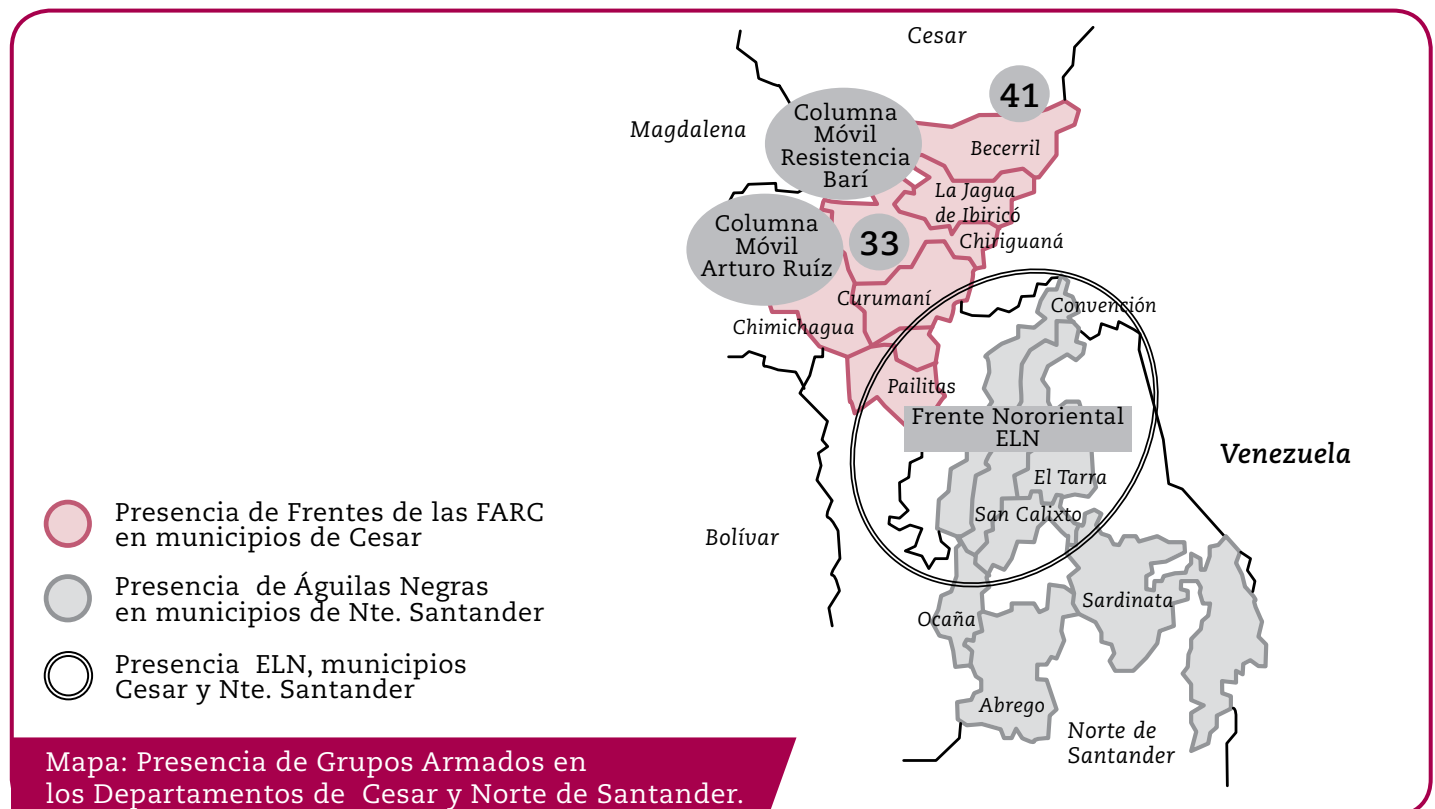 Cesar
41
Magdalena
Columna
Móvil
Resistencia
Barí
Becerril
La Jagua
de Ibiricó
Columna
Móvil
Arturo Ruíz
33
Chiriguaná
Curumaní
Convención
Chimichagua
Pailitas
Frente Nororiental
ELN
Venezuela
El Tarra
San Calixto
Bolívar
Sardinata
Ocaña
Abrego
Norte de
Santander
Presencia de Frentes de las FARC
en municipios de Cesar
Presencia de Águilas Negras
en municipios de Nte. Santander
Presencia ELN, municipios
Cesar y Nte. Santander
Mapa: Presencia de Grupos Armados en
los Departamentos de Cesar y Norte de Santander.